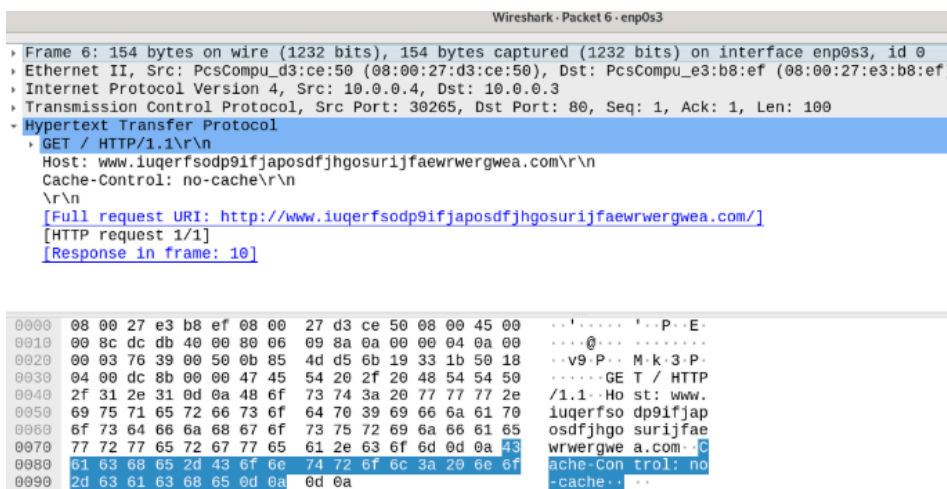 Wireshark · Packet 6 · enp0s3
Frame 6: 154 bytes on wire (1232 bits), 154 bytes captured (1232 bits) on interface enp0s3, id 0
Ethernet II, Src: PcsCompu_d3:ce:50 (08:00:27:d3:ce:50), Dst: PcsCompu_e3:b8:ef (08:00:27:e3:b8:ef)
Internet Protocol Version 4, Src: 10.0.0.4, Dst: 10.0.0.3
Transmission Control Protocol, Src Port: 30265, Dst Port: 80, Seq: 1, Ack: 1, Len: 100
Hypertext Transfer Protocol
GET / HTTP/1.1\r\n
Host: www.iuqerfsodp9ifjaposdfjhgosurijfaewrwergwea.com\r\n
Cache-Control: no-cache\r\n
\r\n
[Full request URI: http://www.iuqerfsodp9ifjaposdfjhgosurijfaewrwergwea.com/]
[HTTP request 1/1]
[Response in frame: 10]
0000 08 00 27 e3 b8 ef 08 00 27 d3 ce 50 08 00 45 00 ··'····· '··P··E·
0010 00 8c dc db 40 00 80 06 09 8a 0a 00 00 04 0a 00 ····@··· ········
0020 00 03 76 39 00 50 0b 85 4d d5 6b 19 33 1b 50 18 ··v9·P·· M·k·3·P·
0030 04 00 dc 8b 00 00 47 45 54 20 2f 20 48 54 54 50 ······GE T / HTTP
0040 2f 31 2e 31 0d 0a 48 6f 73 74 3a 20 77 77 77 2e /1.1··Ho st: www.
0050 69 75 71 65 72 66 73 6f 64 70 39 69 66 6a 61 70 iuqerfso dp9ifjap
0060 6f 73 64 66 6a 68 67 6f 73 75 72 69 6a 66 61 65 osdfjhgo surijfae
0070 77 72 77 65 72 67 77 65 61 2e 63 6f 6d 0d 0a 43 wrwergwe a.com··C
0080 61 63 68 65 2d 43 6f 6e 74 72 6f 6c 3a 20 6e 6f ache-Con trol: no
0090 2d 63 61 63 68 65 0d 0a 0d 0a -cache·· ··